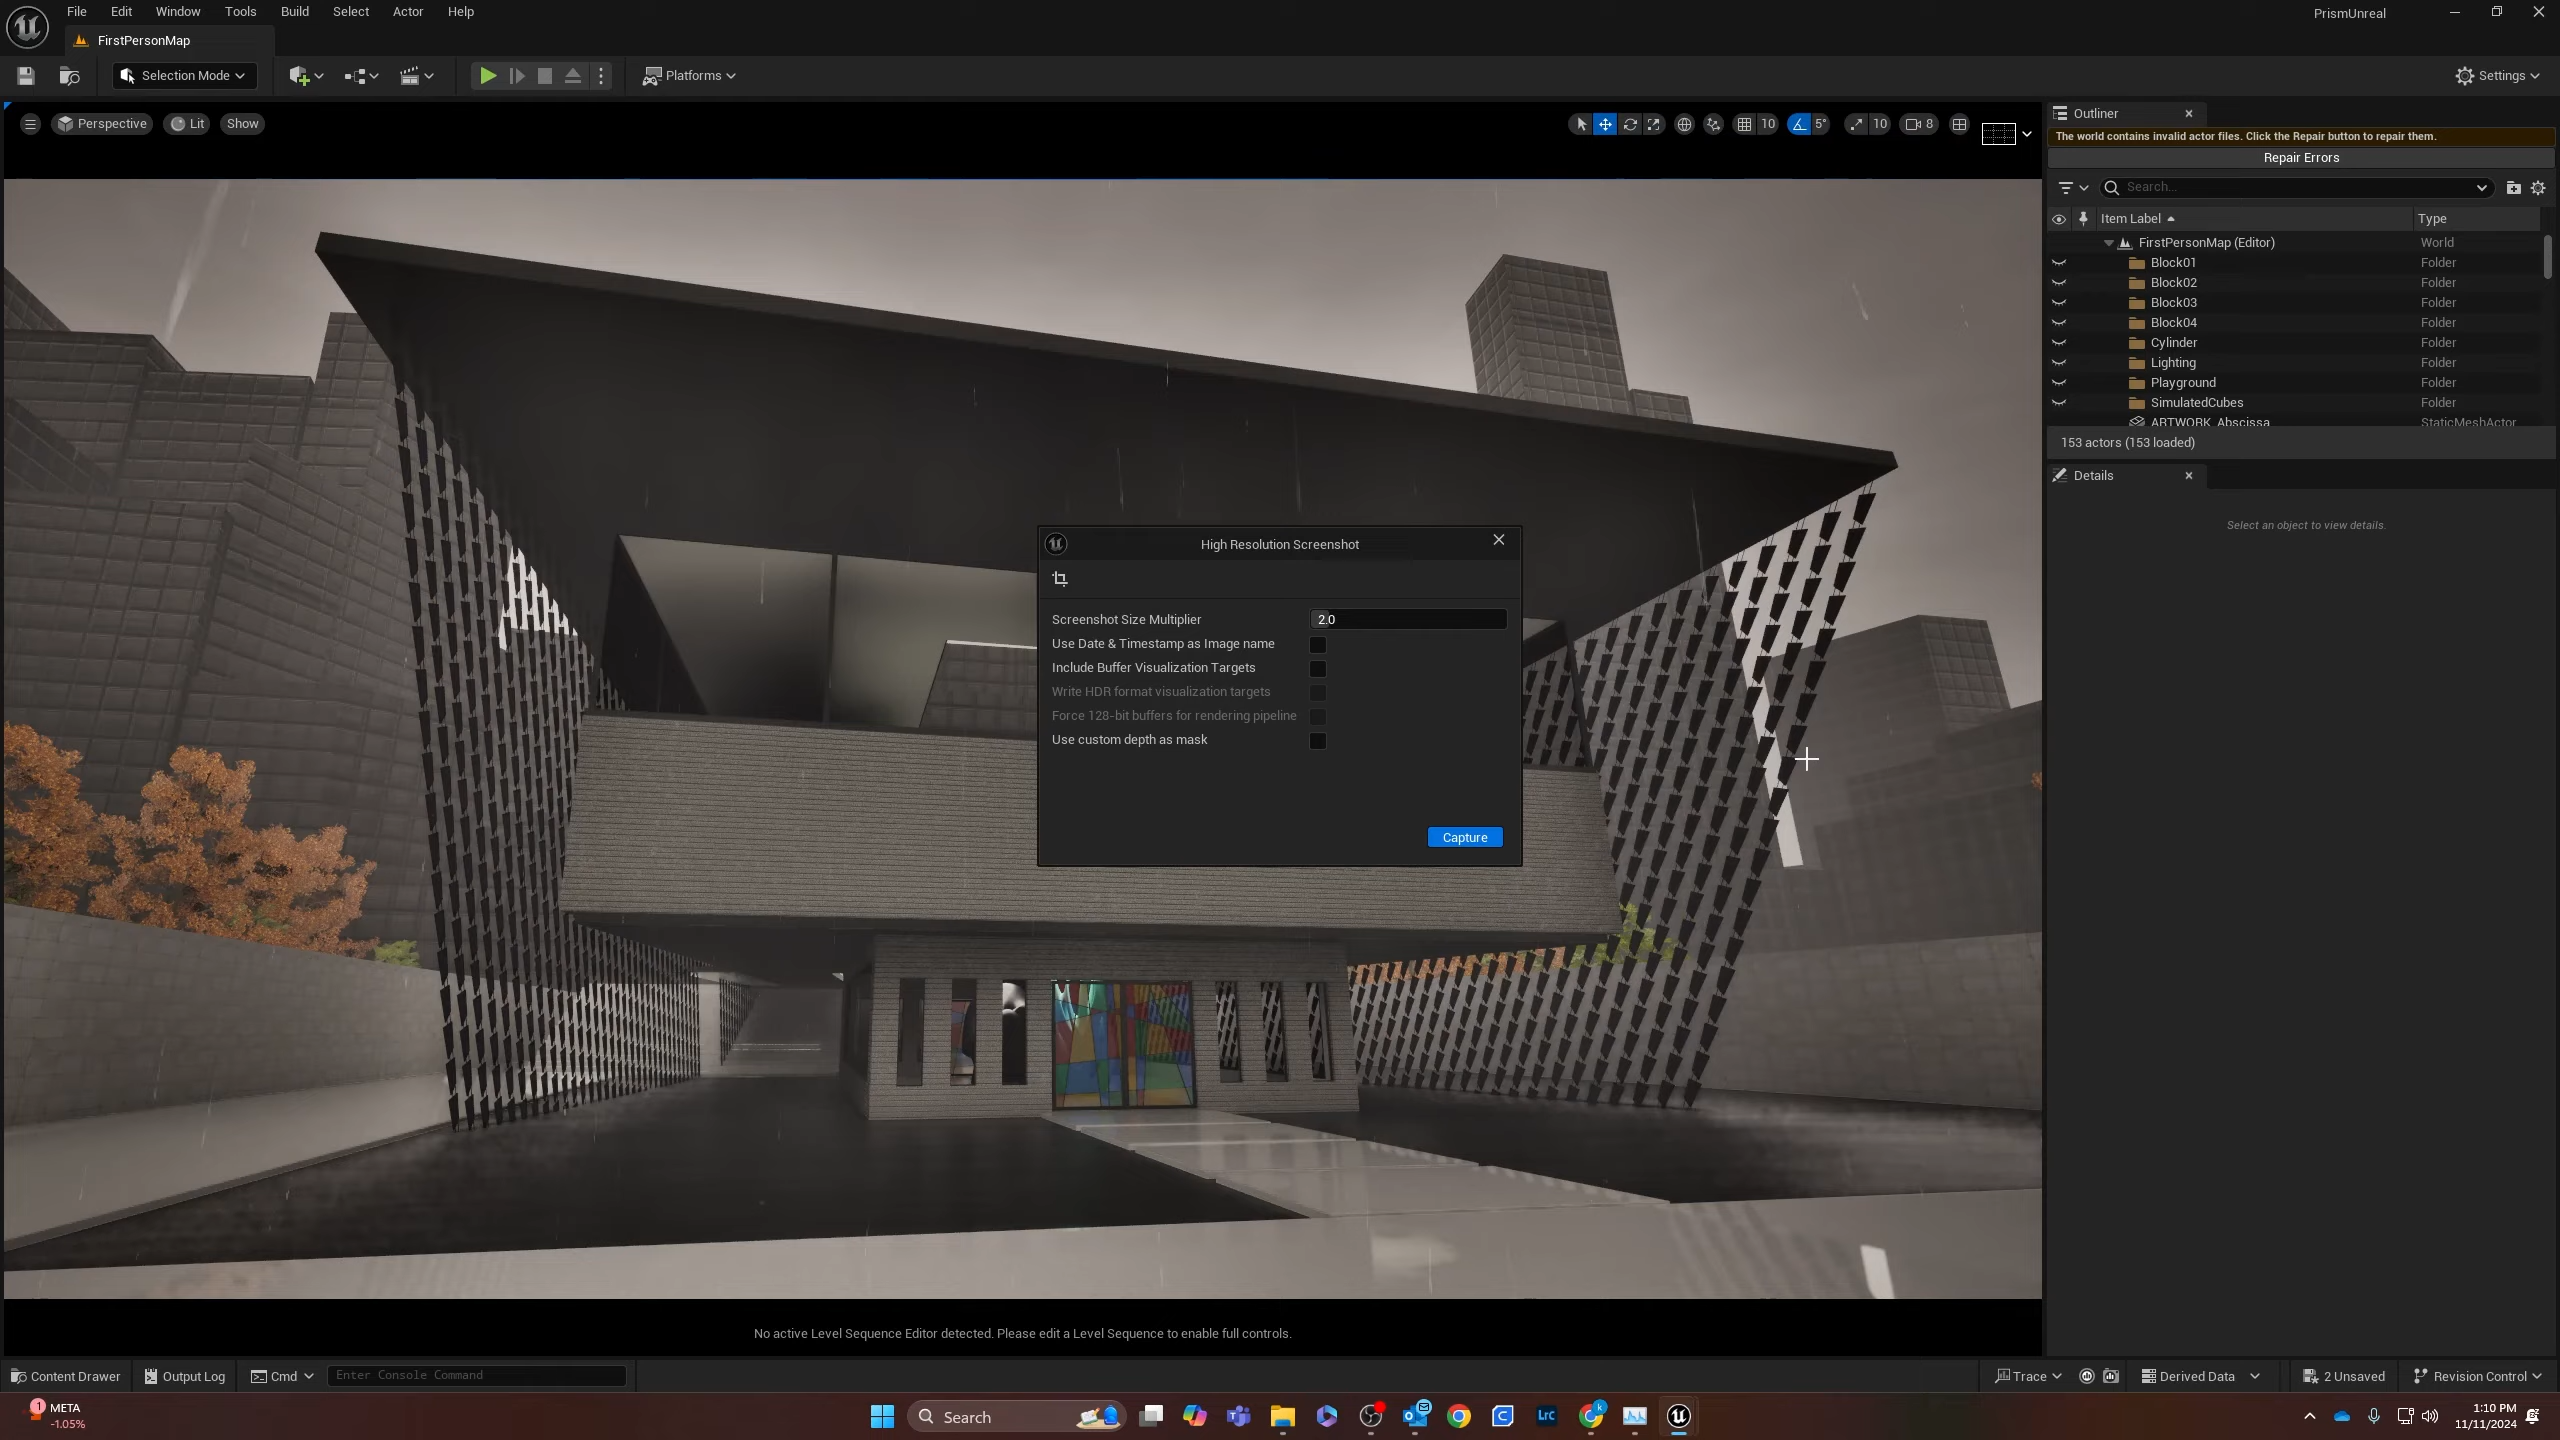 File Edit Window Tools Build Select Actor Help
PrismUnreal
FirstPersonMap
Selection Mode
Platforms
Settings
Perspective Lit Show
10 5° 10 8
Outliner
The world contains invalid actor files. Click the Repair button to repair them.
Repair Errors
Search...
Item Label Type
FirstPersonMap (Editor) World
Block01 Folder
Block02 Folder
Block03 Folder
Block04 Folder
Cylinder Folder
Lighting Folder
Playground Folder
SimulatedCubes Folder
ARTWORK_Abscissa StaticMeshActor
153 actors (153 loaded)
Details
Select an object to view details.
High Resolution Screenshot
Screenshot Size Multiplier 2.0
Use Date & Timestamp as Image name
Include Buffer Visualization Targets
Write HDR format visualization targets
Force 128-bit buffers for rendering pipeline
Use custom depth as mask
Capture
No active Level Sequence Editor detected. Please edit a Level Sequence to enable full controls.
Content Drawer Output Log Cmd Enter Console Command
Trace Derived Data 2 Unsaved Revision Control
1 META
-1.05%
Search
LrC
k
1:10 PM
11/11/2024